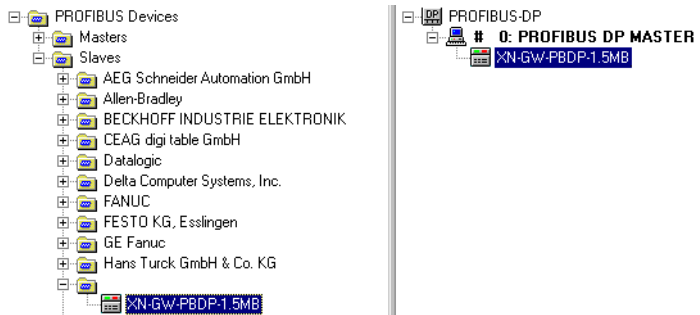 PROFIBUS Devices
Masters
Slaves
AEG Schneider Automation GmbH
Allen-Bradley
BECKHOFF INDUSTRIE ELEKTRONIK
CEAG digi table GmbH
Datalogic
Delta Computer Systems, Inc.
FANUC
FESTO KG, Esslingen
GE Fanuc
Hans Turck GmbH & Co. KG
XN-GW-PBDP-1.5MB
DP PROFIBUS-DP
# 0: PROFIBUS DP MASTER
XN-GW-PBDP-1.5MB